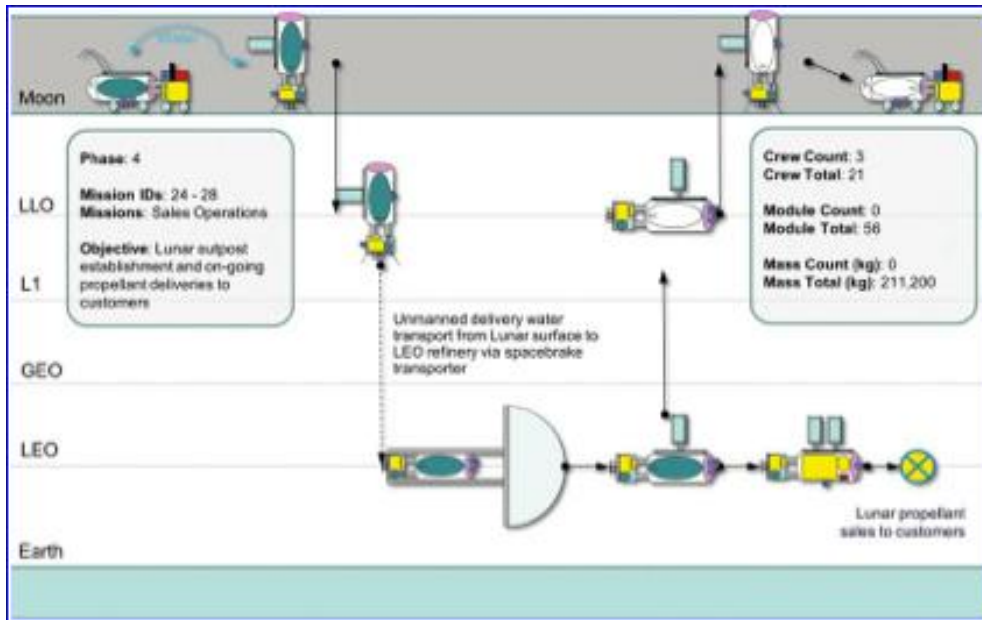 Moon
Phase: 4
Mission IDs: 24 - 28
Missions: Sales Operations
Objective: Lunar outpost
establishment and on-going
propellant deliveries to
customers
Crew Count: 3
Crew Total: 21
Module Count: 0
Module Total: 56
Mass Count (kg): 0
Mass Total (kg): 211,200
LLO
L1
Unmanned delivery water
transport from Lunar surface to
LEO refinery via spacebrake
transporter
GEO
LEO
Lunar propellant
sales to customers
Earth